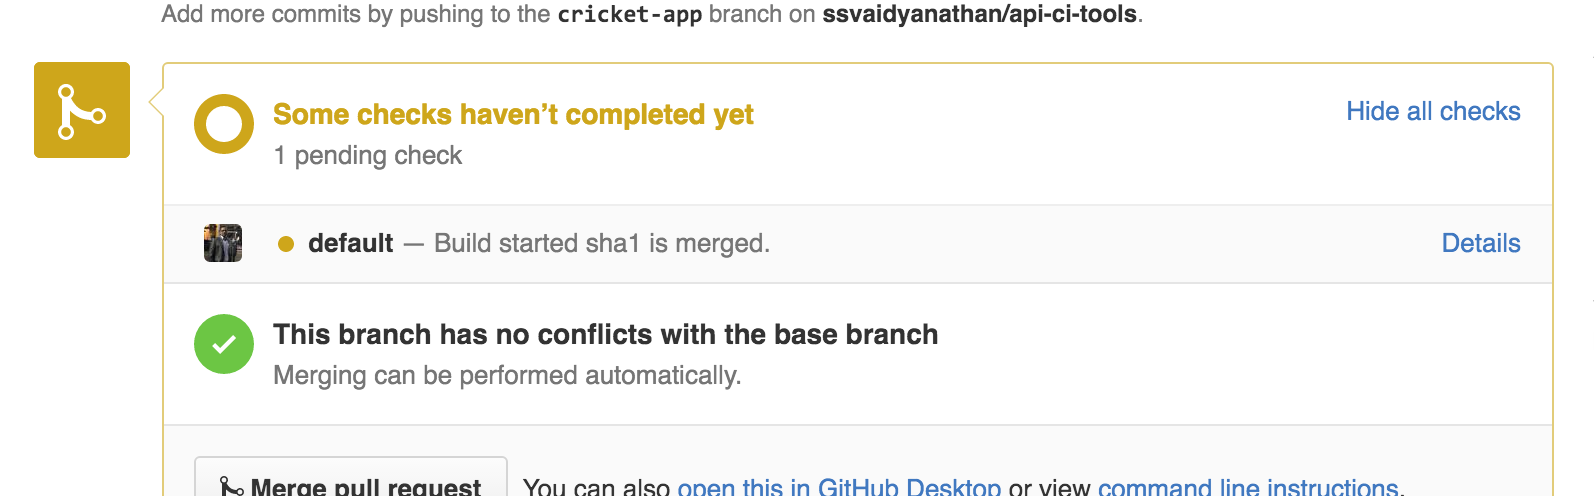 Add more commits by pushing to the cricket-app branch on ssvaidyanathan/api-ci-tools.
Some checks haven’t completed yet
Hide all checks
1 pending check
default — Build started sha1 is merged.
Details
This branch has no conflicts with the base branch
Merging can be performed automatically.
Merge pull request You can also open this in GitHub Desktop or view command line instructions.